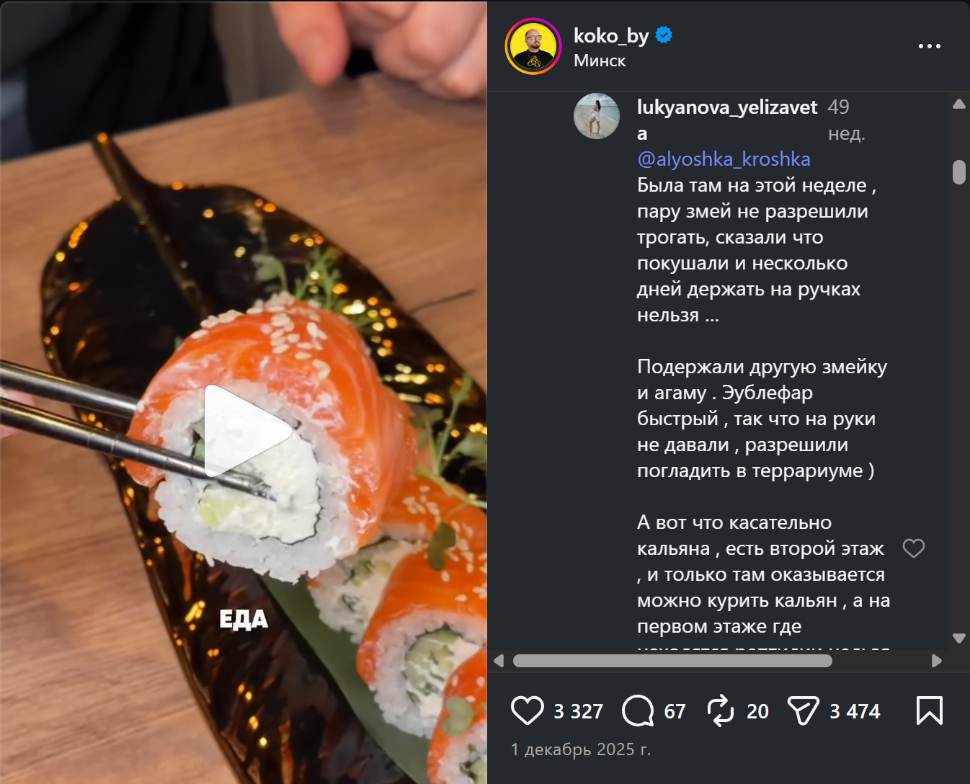 koko_by
Минск
lukyanova_yelizavet
а 49
нед.
@alyoshka_kroshka
Была там на этой неделе ,
пару змей не разрешили
трогать, сказали что
покушали и несколько
дней держать на ручках
нельзя ...
Подержали другую змейку
и агаму . Эублефар
быстрый , так что на руки
не давали , разрешили
погладить в террариуме )
А вот что касательно
кальяна , есть второй этаж
, и только там оказывается
можно курить кальян , а на
первом этаже где
ЕДА
3 327 67 20 3 474
1 декабрь 2025 г.